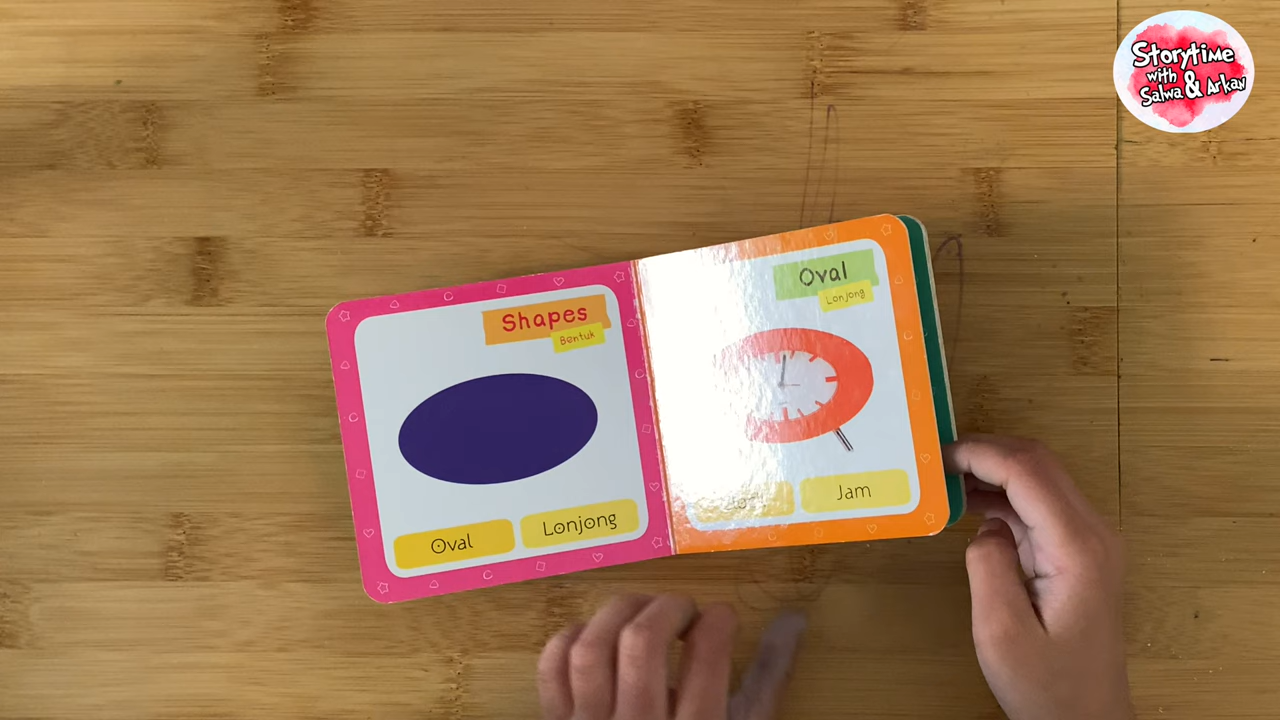 Storytime
with
Salwa & Arkan
Shapes
Bentuk
Oval
Lonjong
Oval
Lonjong
Jam